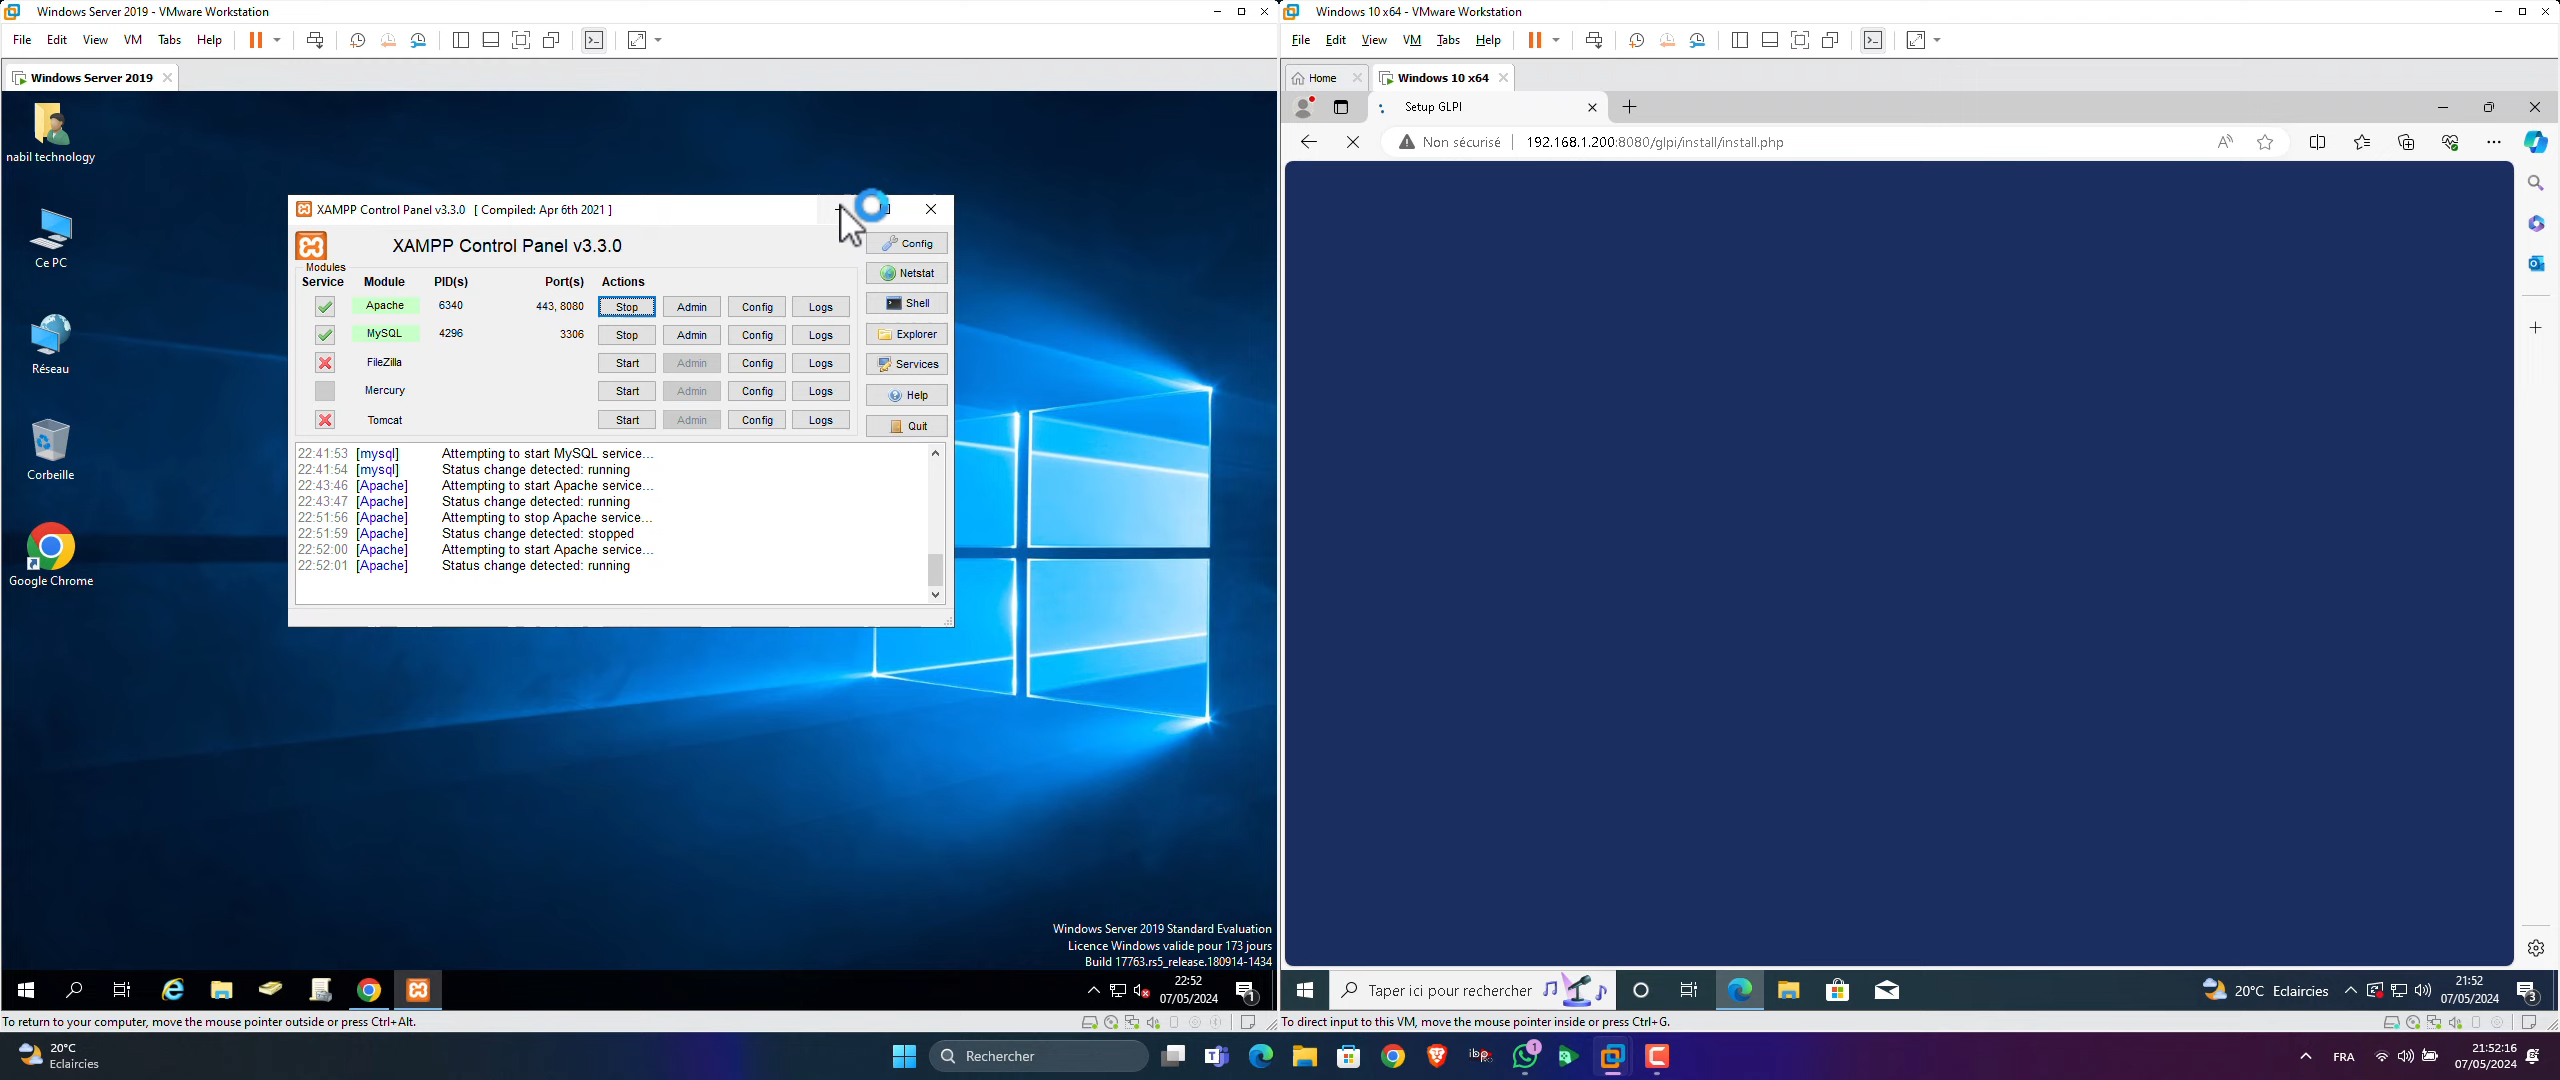 Windows Server 2019 - VMware Workstation
File Edit View VM Tabs Help
Windows Server 2019
nabil technology
Ce PC
Réseau
Corbeille
Google Chrome
XAMPP Control Panel v3.3.0 [ Compiled: Apr 6th 2021 ]
XAMPP Control Panel v3.3.0
Config
Netstat
Shell
Explorer
Services
Help
Quit
Modules
Service Module PID(s) Port(s) Actions
Apache 6340 443, 8080 Stop Admin Config Logs
MySQL 4296 3306 Stop Admin Config Logs
FileZilla Start Admin Config Logs
Mercury Start Admin Config Logs
Tomcat Start Admin Config Logs
22:41:53 [mysql] Attempting to start MySQL service...
22:41:54 [mysql] Status change detected: running
22:43:46 [Apache] Attempting to start Apache service...
22:43:47 [Apache] Status change detected: running
22:51:56 [Apache] Attempting to stop Apache service...
22:51:59 [Apache] Status change detected: stopped
22:52:00 [Apache] Attempting to start Apache service...
22:52:01 [Apache] Status change detected: running
Windows Server 2019 Standard Evaluation
Licence Windows valide pour 173 jours
Build 17763.rs5_release.180914-1434
22:52
07/05/2024
1
To return to your computer, move the mouse pointer outside or press Ctrl+Alt.
Windows 10 x64 - VMware Workstation
File Edit View VM Tabs Help
Home Windows 10 x64
Setup GLPI
Non sécurisé 192.168.1.200:8080/glpi/install/install.php
Taper ici pour rechercher
20°C Eclaircies
21:52
07/05/2024
3
To direct input to this VM, move the mouse pointer inside or press Ctrl+G.
20°C
Eclaircies
Rechercher
1
FRA
21:52:16
07/05/2024